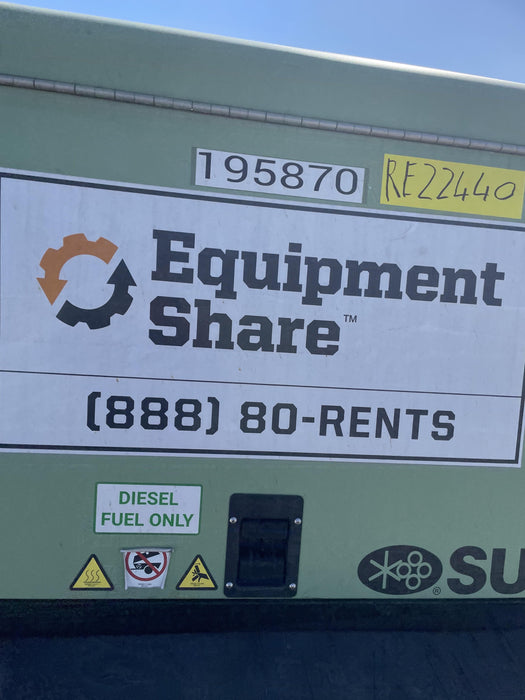 195870
RE22440
Equipment
Share™
(888) 80-RENTS
DIESEL
FUEL ONLY
® SU